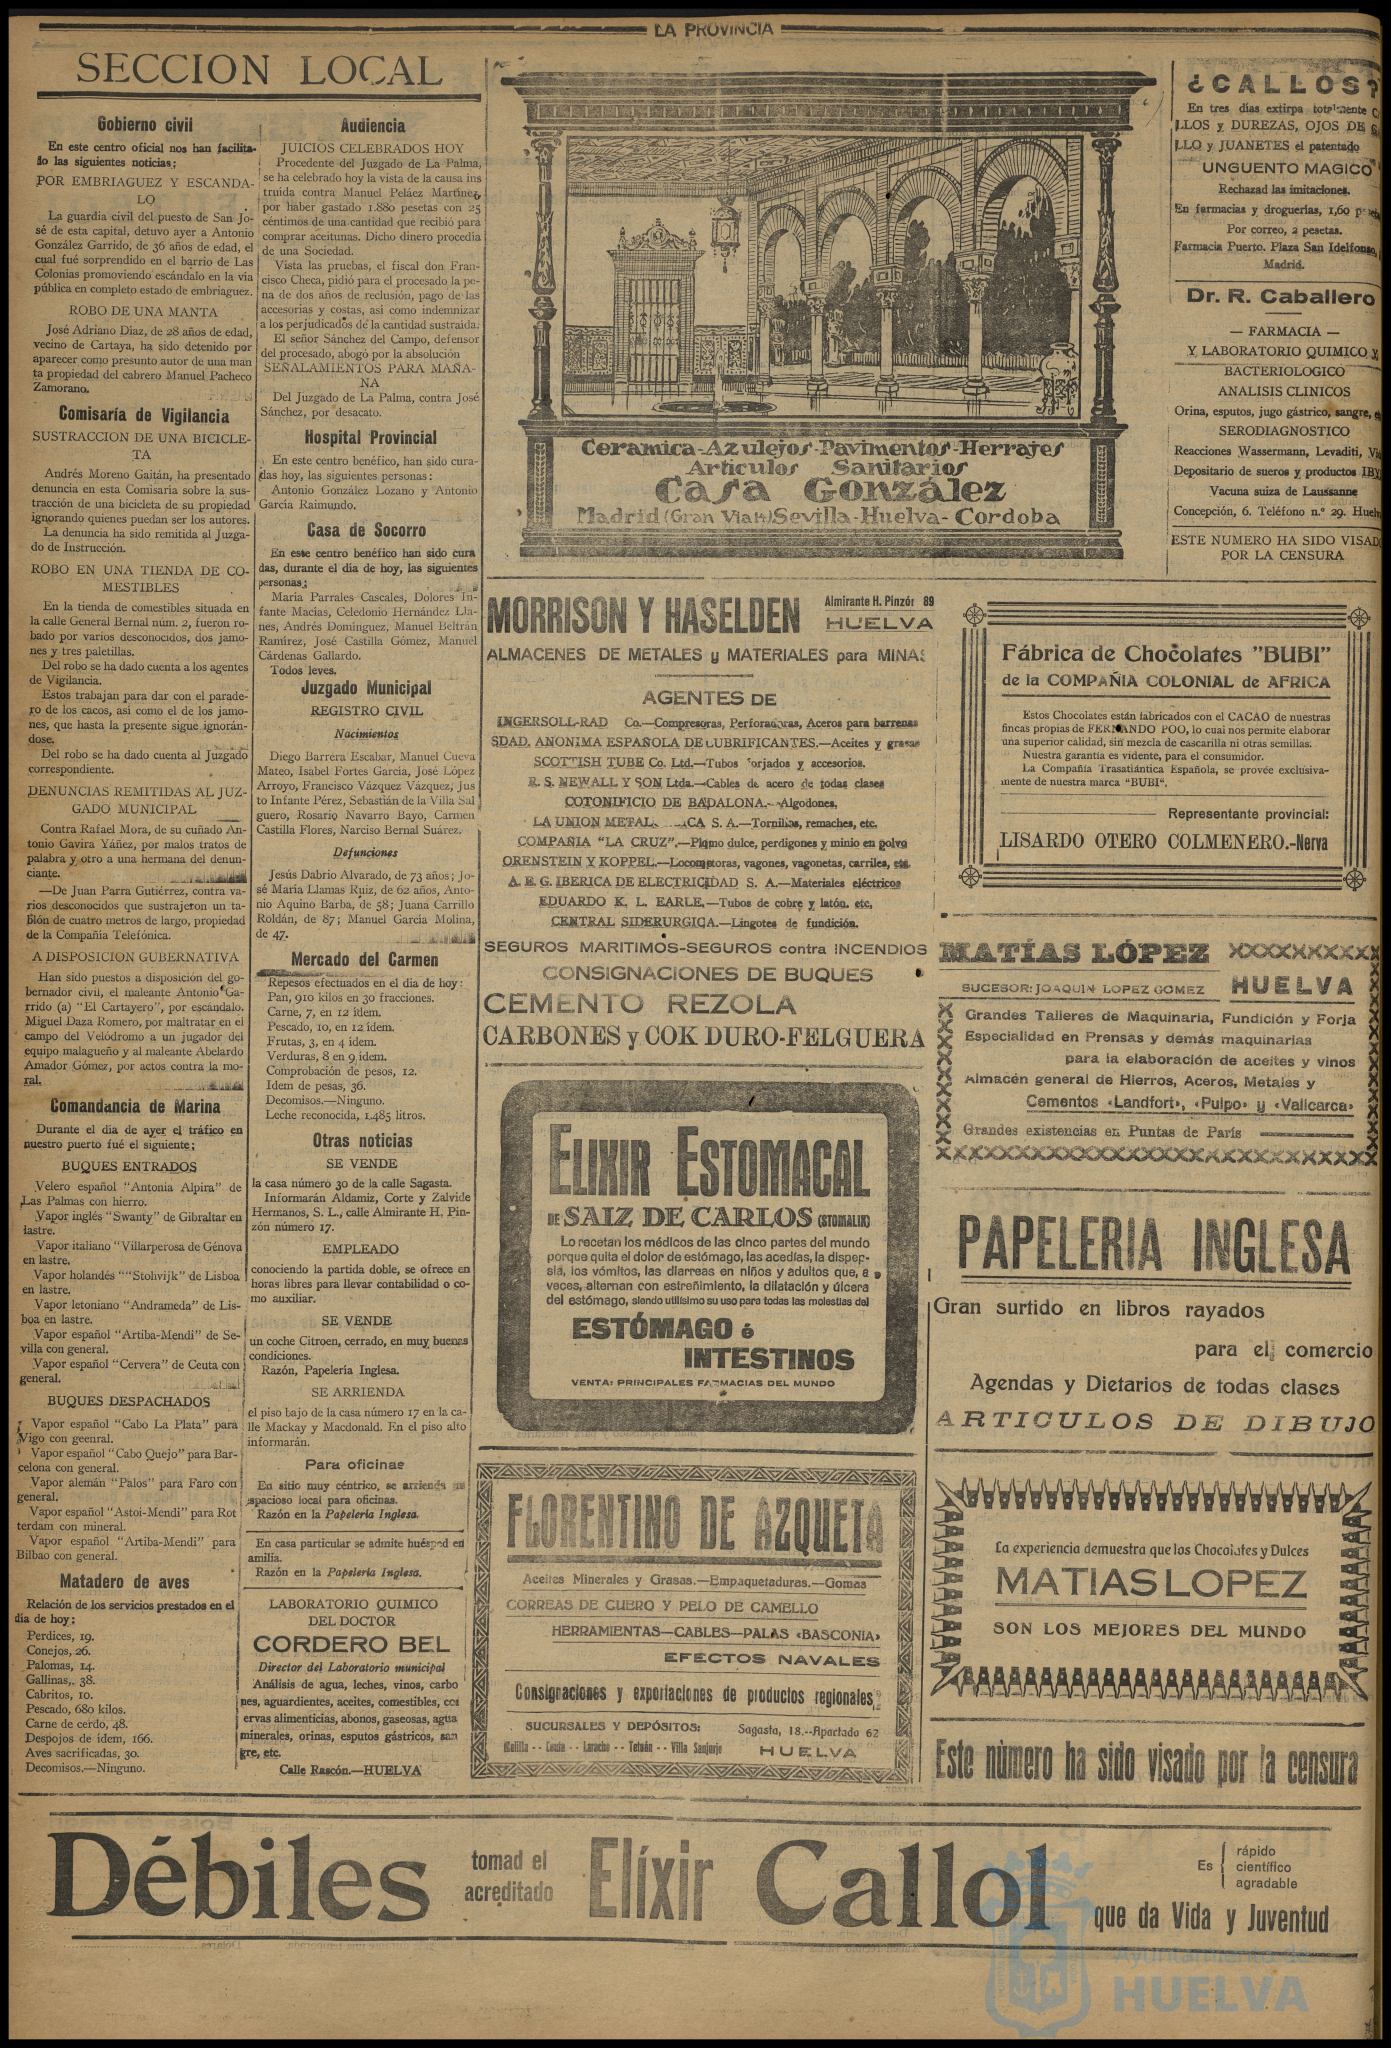 LA PROVINCIA
SECCION LOCAL
Gobierno civil
En este centro oficial nos han facilita-
do las siguientes noticias;
POR EMBRIAGUEZ Y ESCANDA-
LO
La guardia civil del puesto de San Jo-
sé de esta capital, detuvo ayer a Antonio
González Garrido, de 36 años de edad, el
cual fué sorprendido en el barrio de Las
Colonias promoviendo escándalo en la via
pública en completo estado de embriaguez.
ROBO DE UNA MANTA
José Adriano Diaz, de 28 años de edad,
vecino de Cartaya, ha sido detenido por
aparecer como presunto autor de una man
ta propiedad del cabrero Manuel Pacheco
Zamorano.
Comisaría de Vigilancia
SUSTRACCION DE UNA BICICLE-
TA
Andrés Moreno Gaitán, ha presentado
denuncia en esta Comisaria sobre la sus-
tracción de una bicicleta de su propiedad
ignorando quienes puedan ser los autores.
La denuncia ha sido remitida al Juzga-
do de Instrucción.
ROBO EN UNA TIENDA DE CO-
MESTIBLES
En la tienda de comestibles situada en
la calle General Bernal núm. 2, fueron ro-
bado por varios desconocidos, dos jamo-
nes y tres paletillas.
Del robo se ha dado cuenta a los agentes
de Vigilancia.
Estos trabajan para dar con el parade-
ro de los cacos, asi como el de los jamo-
nes, que hasta la presente sigue ignorán-
dose.
Del robo se ha dado cuenta al Juzgado
correspondiente.
DENUNCIAS REMITIDAS AL JUZ-
GADO MUNICIPAL
Contra Rafael Mora, de su cuñado An-
tonio Gavira Yáñez, por malos tratos de
palabra y otro a una hermana del denun-
ciante.
—De Juan Parra Gutiérrez, contra va-
rios desconocidos que sustrajeron un ta-
blón de cuatro metros de largo, propiedad
de la Compañia Telefónica.
A DISPOSICION GUBERNATIVA
Han sido puestos a disposición del go-
bernador civil, el maleante Antonio Ga-
rrido (a) "El Cartayero", por escándalo.
Miguel Daza Romero, por maltratar en el
campo del Velódromo a un jugador del
equipo malagueño y al maleante Abelardo
Amador Gómez, por actos contra la mo-
ral.
Comandancia de Marina
Durante el dia de ayer el tráfico en
nuestro puerto fué el siguiente;
BUQUES ENTRADOS
Velero español "Antonia Alpira" de
Las Palmas con hierro.
Vapor inglés "Swanty" de Gibraltar en
lastre.
Vapor italiano "Villarperosa de Génova
en lastre.
Vapor holandés ""Stohvijk" de Lisboa
en lastre.
Vapor letoniano "Andrameda" de Lis-
boa en lastre.
Vapor español "Artiba-Mendi" de Se-
villa con general.
Vapor español "Cervera" de Ceuta con
general.
BUQUES DESPACHADOS
Vapor español "Cabo La Plata" para
Vigo con geenral.
Vapor español "Cabo Quejo" para Bar-
celona con general.
Vapor alemán "Palos" para Faro con
general.
Vapor español "Astoi-Mendi" para Rot
terdam con mineral.
Vapor español "Artiba-Mendi" para
Bilbao con general.
Matadero de aves
Relación de los servicios prestados en el
dia de hoy;
Perdices, 19.
Conejos, 26.
Palomas, 14.
Gallinas,. 38.
Cabritos, 10.
Pescado, 680 kilos.
Carne de cerdo, 48.
Despojos de idem, 166.
Aves sacrificadas, 30.
Decomisos.—Ninguno.
Audiencia
JUICIOS CELEBRADOS HOY
Procedente del Juzgado de La Palma,
se ha celebrado hoy la vista de la causa ins
truida contra Manuel Peláez Martinez,
por haber gastado 1.880 pesetas con 25
céntimos de una cantidad que recibió para
comprar aceitunas. Dicho dinero procedia
de una Sociedad.
Vista las pruebas, el fiscal don Fran-
cisco Checa, pidió para el procesado la pe-
na de dos años de reclusión, pago de las
accesorias y costas, asi como indemnizar
a los perjudicados de la cantidad sustraida.
El señor Sánchez del Campo, defensor
del procesado, abogó por la absolución
SEÑALAMIENTOS PARA MAÑA-
NA
Del Juzgado de La Palma, contra José
Sánchez, por desacato.
Hospital Provincial
En este centro benéfico, han sido cura-
das hoy, las siguientes personas:
Antonio González Lozano y Antonio
Garcia Raimundo.
Casa de Socorro
En este centro benéfico han sido cura
das, durante el dia de hoy, las siguientes
personas;
Maria Parrales Cascales, Dolores In-
fante Macias, Celedonio Hernández Lla-
nes, Andrés Dominguez, Manuel Beltrán
Ramirez, José Castilla Gómez, Manuel
Cárdenas Gallardo.
Todos leves.
Juzgado Municipal
REGISTRO CIVIL
Nacimientos
Diego Barrera Escabar, Manuel Cueva
Mateo, Isabel Fortes Garcia, José López
Arroyo, Francisco Vázquez Vázquez; Jus
to Infante Pérez, Sebastián de la Villa Sal
guero, Rosario Navarro Bayo, Carmen
Castilla Flores, Narciso Bernal Suárez.
Defunciones
Jesús Dabrio Alvarado, de 73 años; Jo-
sé Maria Llamas Ruiz, de 62 años, Anto-
nio Aquino Barba, de 58; Juana Carrillo
Roldán, de 87; Manuel Garcia Molina,
de 47.
Mercado del Carmen
Repesos efectuados en el dia de hoy:
Pan, 910 kilos en 30 fracciones.
Carne, 7, en 12 idem.
Pescado, 10, en 12 idem.
Frutas, 3, en 4 idem.
Verduras, 8 en 9 idem.
Comprobación de pesos, 12.
Idem de pesas, 36.
Decomisos.—Ninguno.
Leche reconocida, 1.485 litros.
Otras noticias
SE VENDE
la casa número 30 de la calle Sagasta.
Informarán Aldamiz, Corte y Zalvide
Hermanos, S. L., calle Almirante H. Pin-
zón número 17.
EMPLEADO
conociendo la partida doble, se ofrece en
horas libres para llevar contabilidad o co-
mo auxiliar.
SE VENDE
un coche Citroen, cerrado, en muy buenas
condiciones.
Razón, Papelería Inglesa.
SE ARRIENDA
el piso bajo de la casa número 17 en la ca-
lle Mackay y Macdonald. En el piso alto
informarán.
Para oficinas
En sitio muy céntrico, se arrienda un
espacioso local para oficinas.
Razón en la Papelería Inglesa.
En casa particular se admite huésped en
amilia.
Razón en la Papelería Inglesa.
LABORATORIO QUIMICO
DEL DOCTOR
CORDERO BEL
Director del Laboratorio municipal
Análisis de agua, leches, vinos, carbo
nes, aguardientes, aceites, comestibles, con
ervas alimenticias, abonos, gaseosas, agua
minerales, orinas, esputos gástricos, san
gre, etc.
Calle Rascón.—HUELVA
Ceramica-Azulejos-Pavimentos-Herrajes
Articulos Sanitarios
Casa González
Madrid (Gran Via) Sevilla-Huelva-Cordoba
¿CALLOS?
En tres días extirpa totalmente
LLOS y DUREZAS, OJOS DE
LLO y JUANETES el patentado
UNGUENTO MAGICO
Rechazad las imitaciones.
En farmacias y droguerias, 1,60
Por correo, 2 pesetas.
Farmacia Puerto. Plaza San Idelfonso,
Madrid.
Dr. R. Caballero
— FARMACIA —
Y LABORATORIO QUIMICO y
BACTERIOLOGICO
ANALISIS CLINICOS
Orina, esputos, jugo gástrico, sangre,
SERODIAGNOSTICO
Reacciones Wassermann, Levaditi,
Depositario de sueros y productos
Vacuna suiza de Laussanne
Concepción, 6. Teléfono n.º 29. Huelv
ESTE NUMERO HA SIDO VISADO
POR LA CENSURA
MORRISON Y HASELDEN
Almirante H. Pinzór 89
HUELVA
ALMACENES DE METALES y MATERIALES para MINAS
AGENTES DE
INGERSOLL-RAD Co.—Compresoras, Perforadoras, Aceros para barrenas
SDAD. ANONIMA ESPAÑOLA DE LUBRIFICANTES.—Aceites y grasas
SCOTTISH TUBE Co. Ltd.—Tubos forjados y accesorios.
R. S. NEWALL Y SON Ltda.—Cables de acero de todas clases
COTONIFICIO DE BADALONA.—Algodones.
LA UNION METAL CA S. A.—Tornillos, remaches, etc.
COMPAÑIA "LA CRUZ".—Plomo dulce, perdigones y minio en polvo
ORENSTEIN Y KOPPEL.—Locomotoras, vagones, vagonetas, carriles, etc.
A. E. G. IBERICA DE ELECTRICIDAD S. A.—Materiales eléctricos
EDUARDO K. L. EARLE.—Tubos de cobre y latón. etc,
CENTRAL SIDERURGICA.—Lingotes de fundición.
SEGUROS MARITIMOS-SEGUROS contra INCENDIOS
CONSIGNACIONES DE BUQUES
CEMENTO REZOLA
CARBONES y COK DURO-FELGUERA
Fábrica de Chocolates "BUBI"
de la COMPAÑIA COLONIAL de AFRICA
Estos Chocolates están fabricados con el CACAO de nuestras
fincas propias de FERNANDO POO, lo cual nos permite elaborar
una superior calidad, sin mezcla de cascarilla ni otras semillas.
Nuestra garantía es vidente, para el consumidor.
La Compañia Trasatlántica Española, se provée exclusiva-
mente de nuestra marca "BUBI".
Representante provincial:
LISARDO OTERO COLMENERO.-Nerva
MATÍAS LÓPEZ
SUCESOR: JOAQUIN LOPEZ GOMEZ
HUELVA
Grandes Talleres de Maquinaria, Fundición y Forja
Especialidad en Prensas y demás maquinarias
para la elaboración de aceites y vinos
Almacén general de Hierros, Aceros, Metales y
Cementos «Landfort», «Pulpo» y «Vallcarca»
Grandes existencias en Puntas de París
ELIXIR ESTOMACAL
DE SAIZ DE CARLOS (STOMALIX)
Lo recetan los médicos de las cinco partes del mundo
porque quita el dolor de estómago, las acedías, la dispep-
sia, los vómitos, las diarreas en niños y adultos que, a
veces, alternan con estreñimiento, la dilatación y úlcera
del estómago, siendo utilísimo su uso para todas las molestias del
ESTÓMAGO é
INTESTINOS
VENTA: PRINCIPALES FARMACIAS DEL MUNDO
PAPELERIA INGLESA
Gran surtido en libros rayados
para el comercio
Agendas y Dietarios de todas clases
ARTICULOS DE DIBUJO
FLORENTINO DE AZQUETA
Aceites Minerales y Grasas.—Empaquetaduras.—Gomas
CORREAS DE CUERO Y PELO DE CAMELLO
HERRAMIENTAS—CABLES—PALAS «BASCONIA»
EFECTOS NAVALES
Consignaciones y exportaciones de productos regionales
SUCURSALES Y DEPÓSITOS:
Melilla -- Ceuta -- Larache -- Tetuán -- Villa Sanjurjo
Sagasta, 18.--Apartado 62
HUELVA
La experiencia demuestra que los Chocolates y Dulces
MATIAS LOPEZ
SON LOS MEJORES DEL MUNDO
Este número ha sido visado por la censura
Débiles
tomad el
acreditado
Elíxir Callol
Es
rápido
científico
agradable
que da Vida y Juventud
Ayuntamiento de
HUELVA